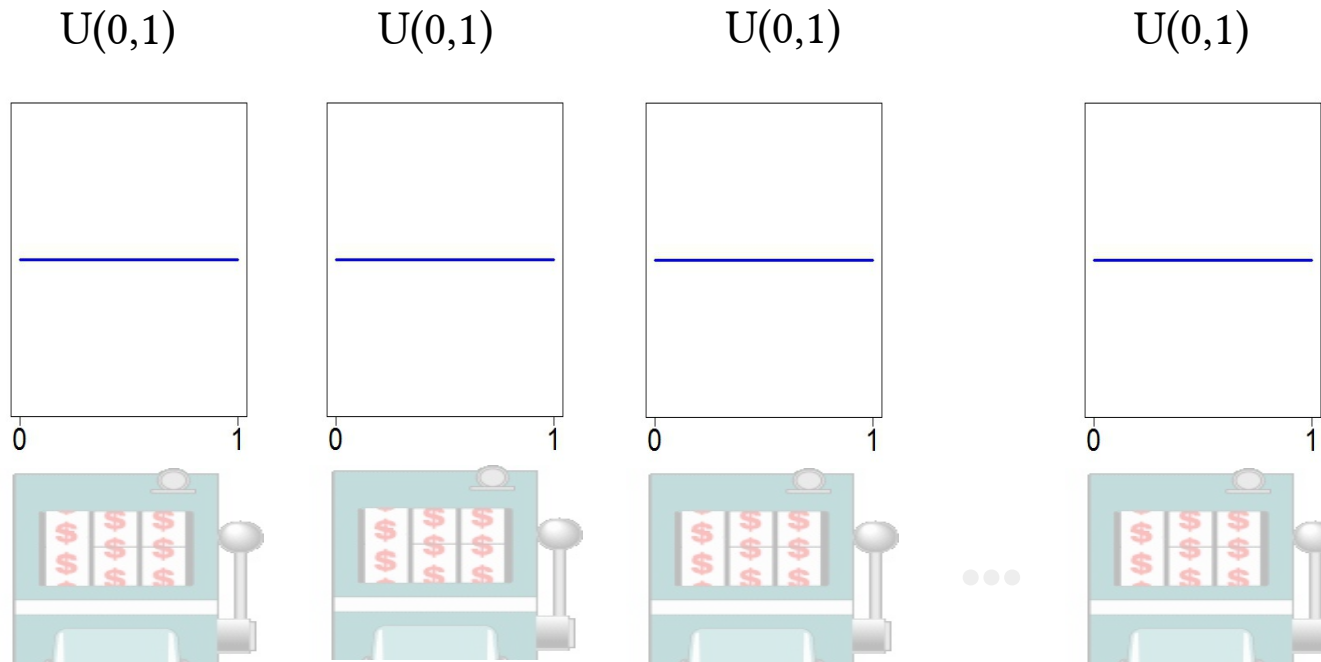 U(0,1) U(0,1) U(0,1) U(0,1)
0 1 0 1 0 1 0 1
$ $ $ $ $ $ $ $ $ $ $ $
$ $ $ $ $ $ $ $ $ $ $ $
$ $ $ $ $ $ $ $ $ $ $ $